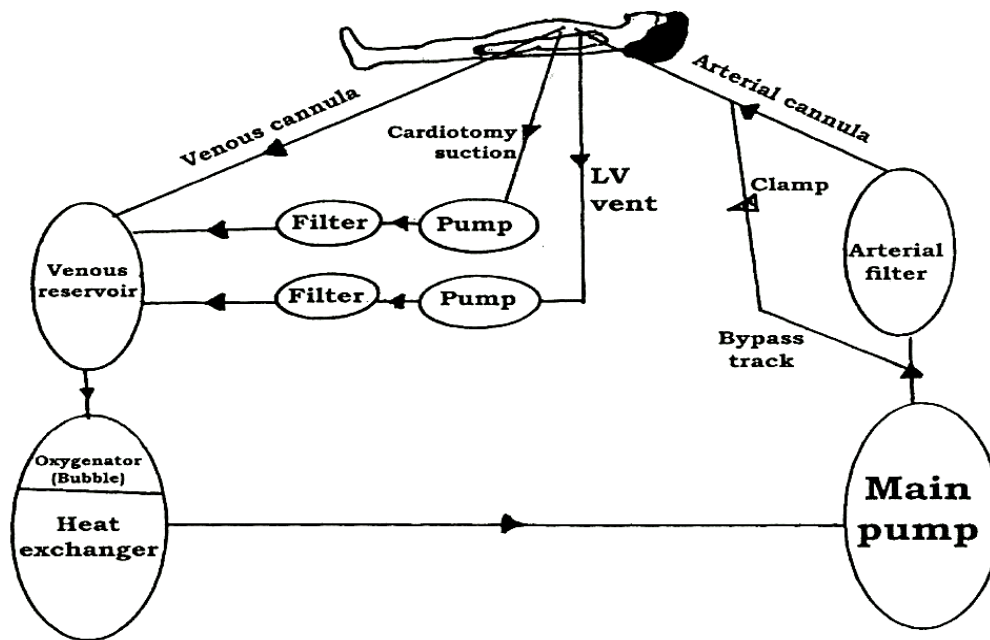 Venous cannula
Cardiotomy
suction
LV
vent
Arterial cannula
Clamp
Filter
Pump
Venous
reservoir
Arterial
filter
Filter
Pump
Bypass
track
Oxygenator
(Bubble)
Heat
exchanger
Main
pump